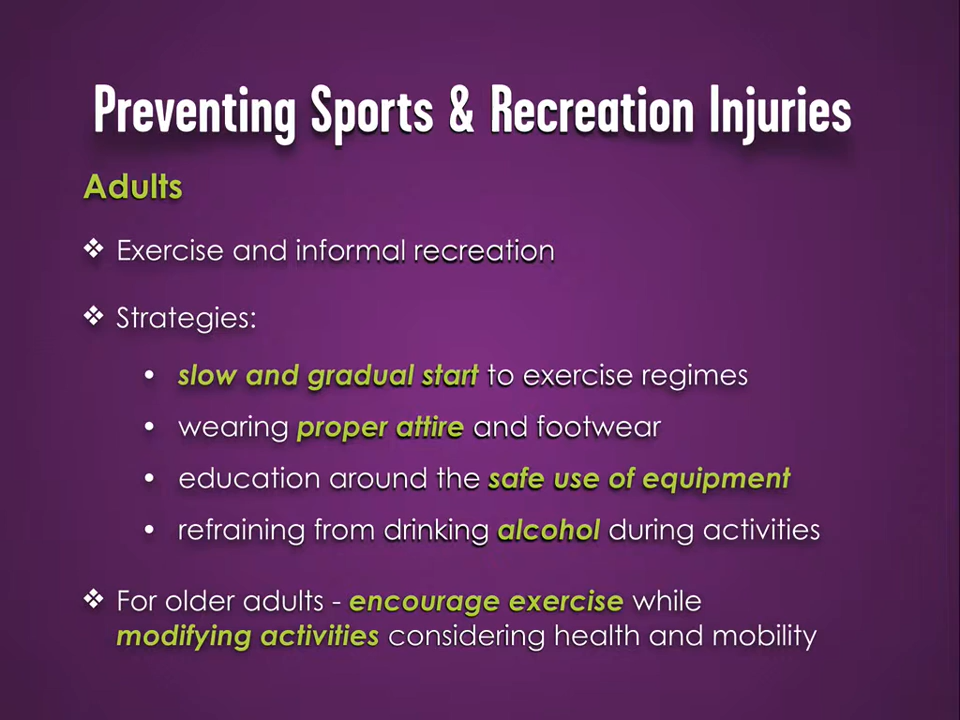 Preventing Sports & Recreation Injuries
Adults
❖ Exercise and informal recreation
❖ Strategies:
• slow and gradual start to exercise regimes
• wearing proper attire and footwear
• education around the safe use of equipment
• refraining from drinking alcohol during activities
❖ For older adults - encourage exercise while
modifying activities considering health and mobility